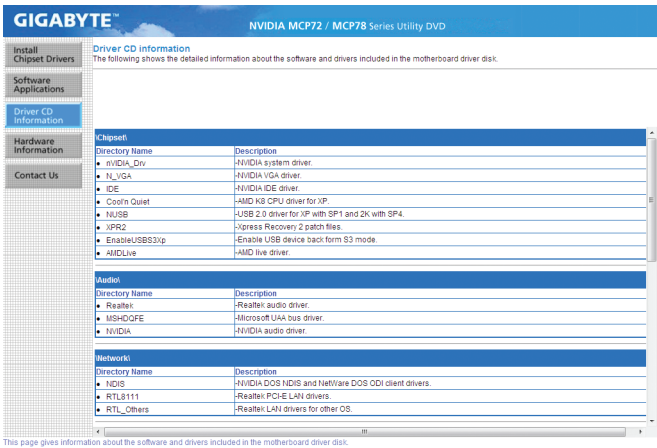 GIGABYTE™
NVIDIA MCP72 / MCP78 Series Utility DVD
Install
Chipset Drivers
Software
Applications
Driver CD
Information
Hardware
Information
Contact Us
Driver CD information
The following shows the detailed information about the software and drivers included in the motherboard driver disk.
\Chipset\
Directory Name Description
• nVIDIA_Drv -NVIDIA system driver.
• N_VGA -NVIDIA VGA driver.
• IDE -NVIDIA IDE driver.
• Cool'n Quiet -AMD K8 CPU driver for XP.
• NUSB -USB 2.0 driver for XP with SP1 and 2K with SP4.
• XPR2 -Xpress Recovery 2 patch files.
• EnableUSBS3Xp -Enable USB device back form S3 mode.
• AMDLive -AMD live driver.
\Audio\
Directory Name Description
• Realtek -Realtek audio driver.
• MSHDQFE -Microsoft UAA bus driver.
• NVIDIA -NVIDIA audio driver.
\Network\
Directory Name Description
• NDIS -NVIDIA DOS NDIS and NetWare DOS ODI client drivers.
• RTL8111 -Realtek PCI-E LAN drivers.
• RTL_Others -Realtek LAN drivers for other OS.
This page gives information about the software and drivers included in the motherboard driver disk.